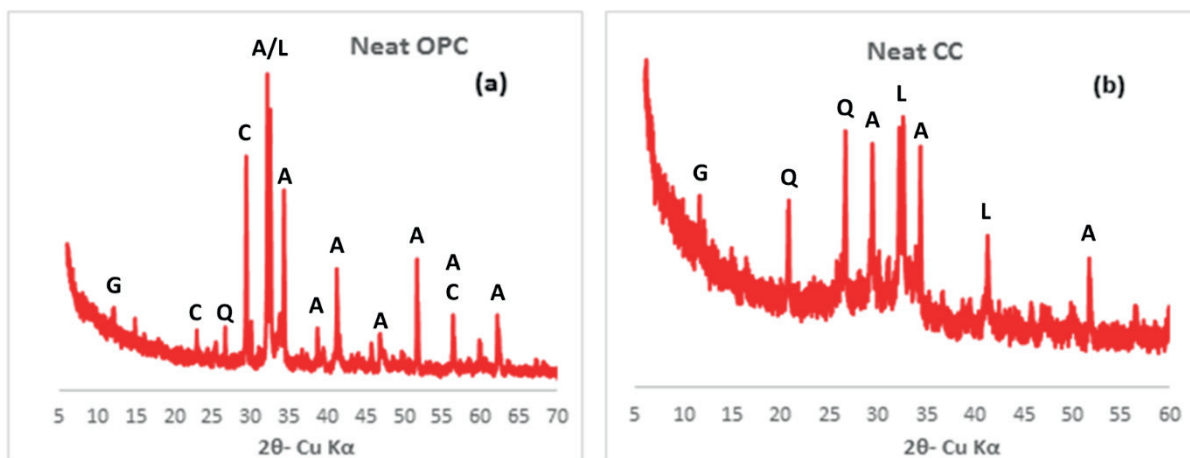 Neat OPC
(a)
A/L
C
A
G
C
Q
A
A
A
A
A
C
A
5 10 15 20 25 30 35 40 45 50 55 60 65 70
2θ- Cu Kα
Neat CC
(b)
G
Q
Q
A
L
A
L
A
5 10 15 20 25 30 35 40 45 50 55 60
2θ- Cu Kα